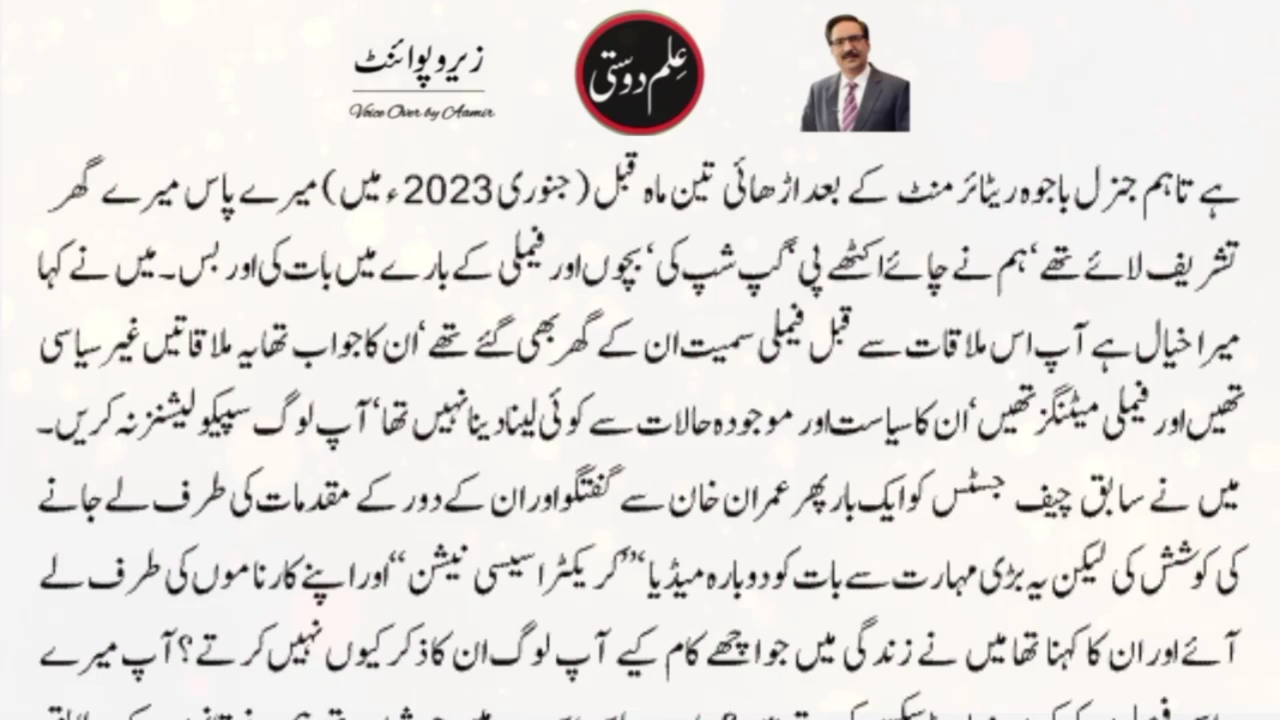 زیرو پوائنٹ
Voice Over by Aamir
علم دوستی
ہے تاہم جنرل باجوہ ریٹائرمنٹ کے بعد اڑھائی تین ماہ قبل (جنوری 2023ء میں) میرے پاس میرے گھر
تشریف لائے تھے‘ ہم نے چائے اکٹھے پی‘ گپ شپ کی‘ بچوں اور فیملی کے بارے میں بات کی اور بس۔ میں نے کہا
میرا خیال ہے آپ اس ملاقات سے قبل فیملی سمیت ان کے گھر بھی گئے تھے‘ ان کا جواب تھا یہ ملاقاتیں غیر سیاسی
تھیں اور فیملی میٹنگز تھیں‘ ان کا سیاست اور موجودہ حالات سے کوئی لینا دینا نہیں تھا‘ آپ لوگ سپیکولیشنز نہ کریں۔
میں نے سابق چیف جسٹس کو ایک بار پھر عمران خان سے گفتگو اور ان کے دور کے مقدمات کی طرف لے جانے
کی کوشش کی لیکن یہ بڑی مہارت سے بات کو دوبارہ میڈیا‘ ’’کریکٹر اسیسی نیشن‘‘ اور اپنے کارناموں کی طرف لے
آئے اور ان کا کہنا تھا میں نے زندگی میں جو اچھے کام کیے آپ لوگ ان کا ذکر کیوں نہیں کرتے؟ آپ میرے